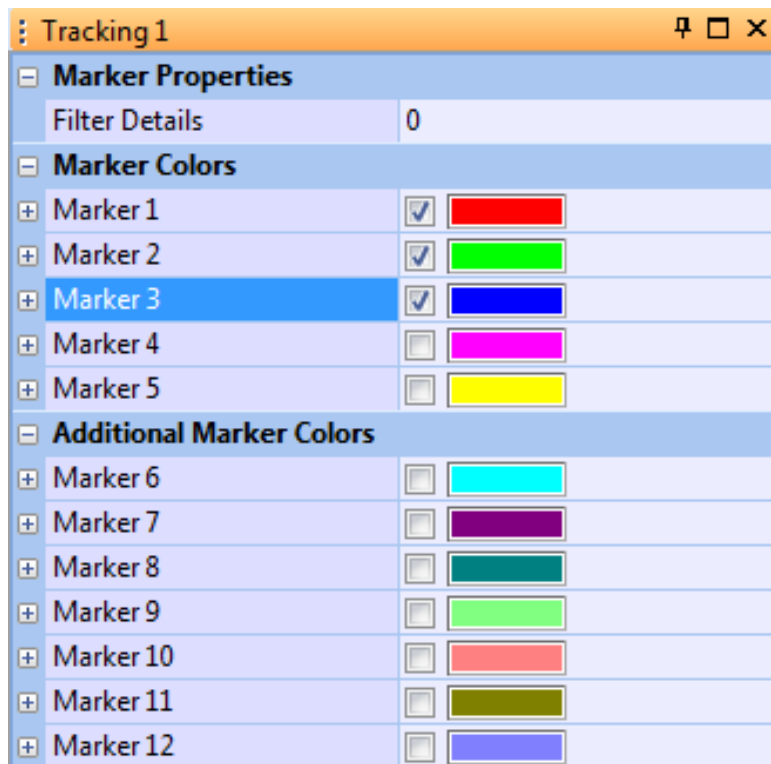 Tracking 1
Marker Properties
Filter Details 0
Marker Colors
Marker 1
Marker 2
Marker 3
Marker 4
Marker 5
Additional Marker Colors
Marker 6
Marker 7
Marker 8
Marker 9
Marker 10
Marker 11
Marker 12